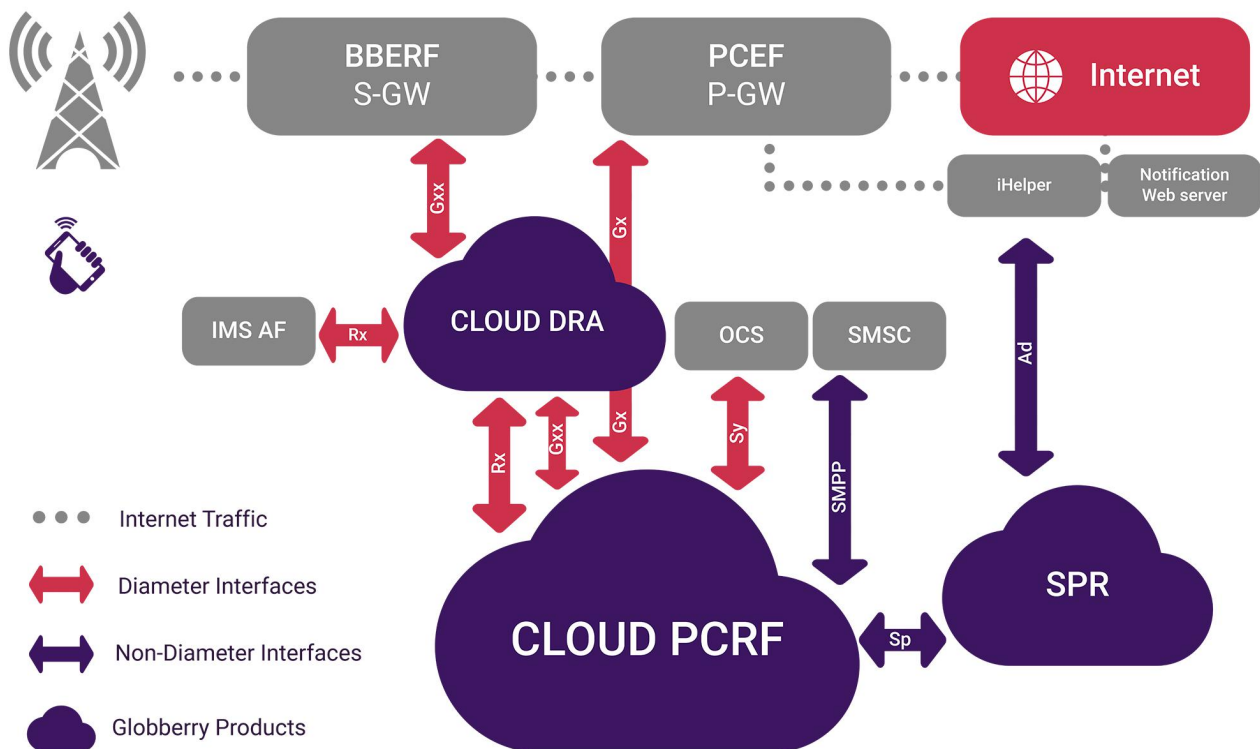 BBERF
S-GW
PCEF
P-GW
Internet
iHelper
Notification
Web server
Gxx
Gx
IMS AF
Rx
CLOUD DRA
OCS
SMSC
Ad
Rx
Gxx
Gx
Sy
SMPP
Internet Traffic
Diameter Interfaces
Non-Diameter Interfaces
Globberry Products
CLOUD PCRF
Sp
SPR